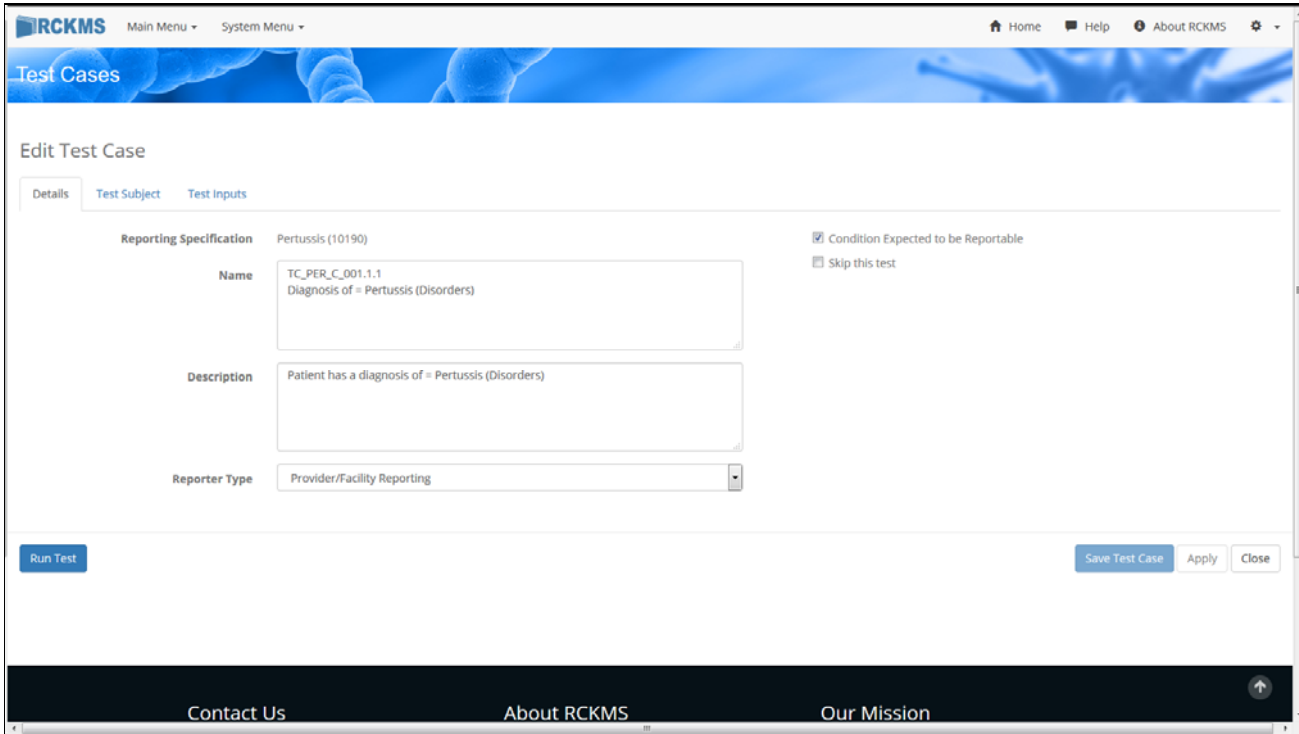 RCKMS Main Menu System Menu Home Help About RCKMS
Test Cases
Edit Test Case
Details Test Subject Test Inputs
Reporting Specification Pertussis (10190)
Condition Expected to be Reportable
Skip this test
Name TC_PER_C_001.1.1
Diagnosis of = Pertussis (Disorders)
Description Patient has a diagnosis of = Pertussis (Disorders)
Reporter Type Provider/Facility Reporting
Run Test Save Test Case Apply Close
Contact Us About RCKMS Our Mission